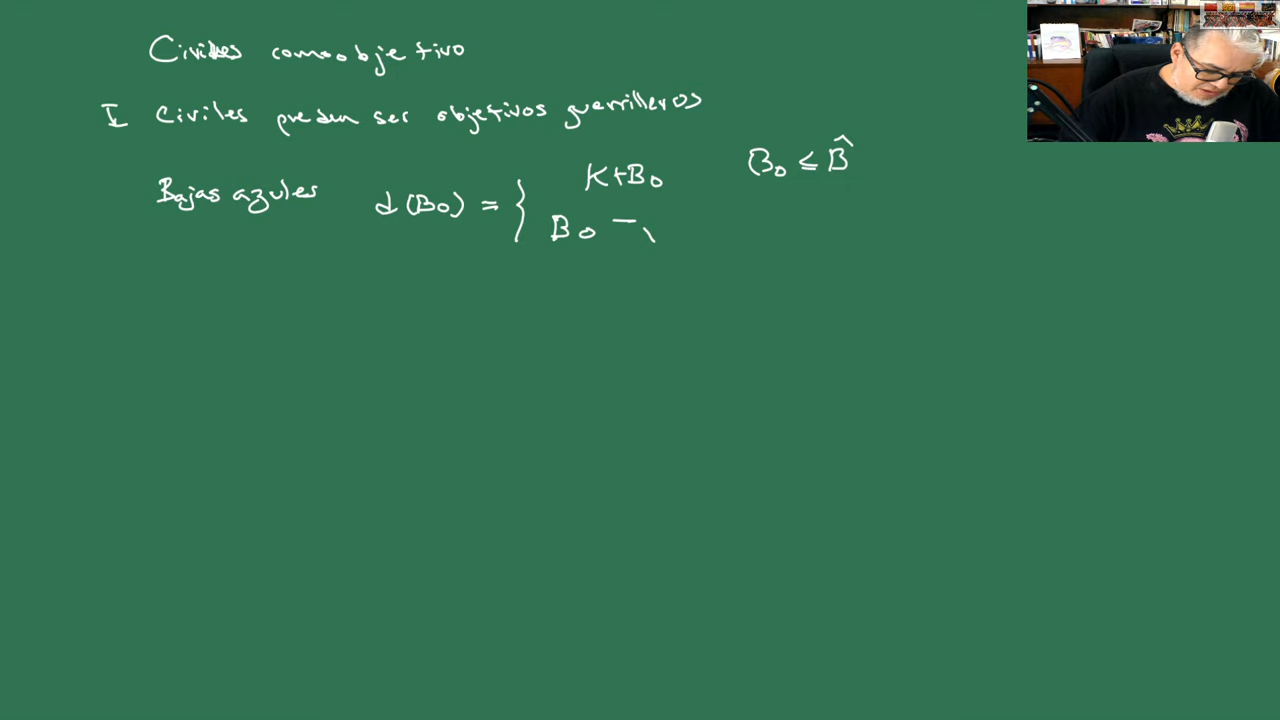 Civiles como objetivo
I Civiles pueden ser objetivos guerrilleros
Bajas azules d(B0) = { K+B0 B0 ≤ B̂
B0 -